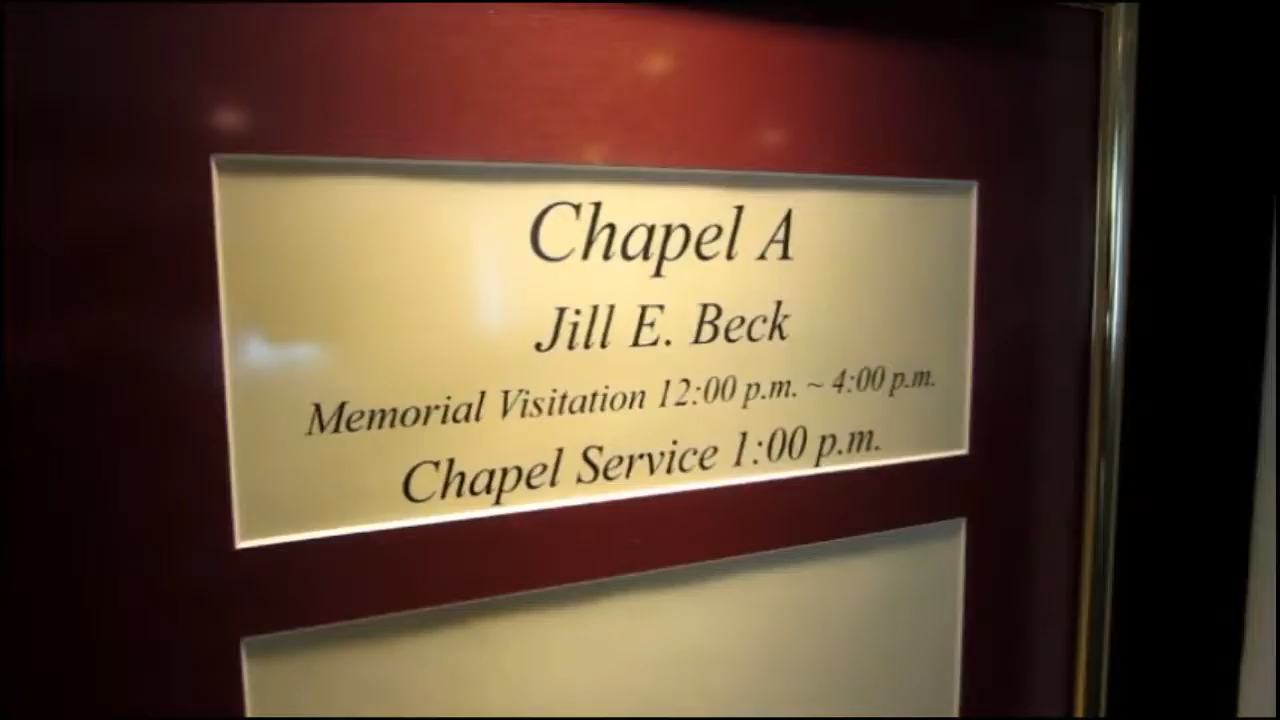 Chapel A
Jill E. Beck
Memorial Visitation 12:00 p.m. ~ 4:00 p.m.
Chapel Service 1:00 p.m.